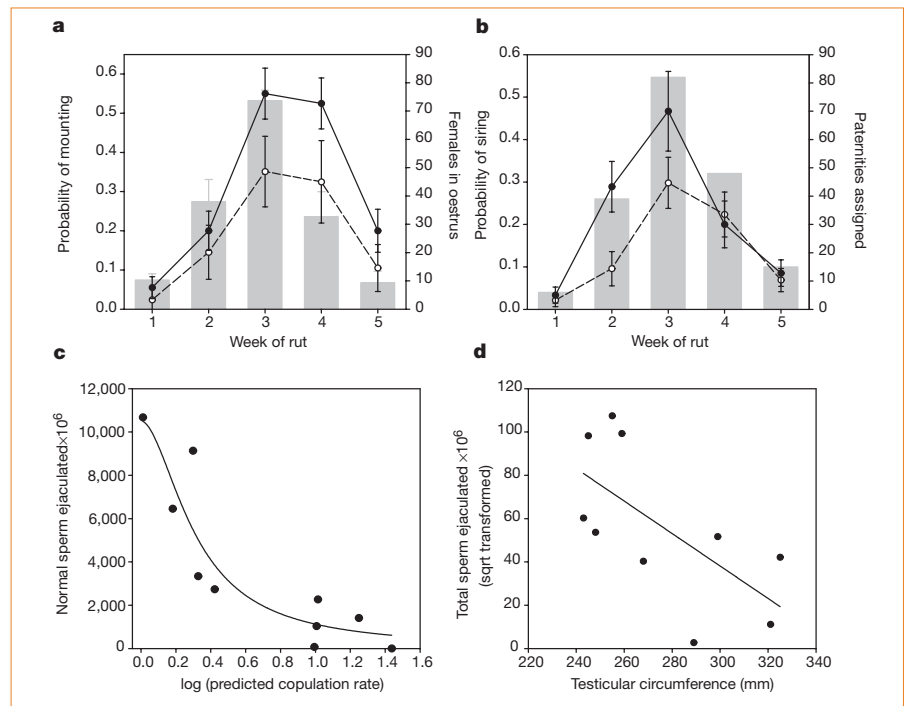 a
0.6
0.5
0.4
0.3
0.2
0.1
0.0
Probability of mounting
90
80
70
60
50
40
30
20
10
0
Females in oestrus
1 2 3 4 5
Week of rut
b
0.6
0.5
0.4
0.3
0.2
0.1
0.0
Probability of siring
90
80
70
60
50
40
30
20
10
0
Paternities assigned
1 2 3 4 5
Week of rut
c
12,000
10,000
8,000
6,000
4,000
2,000
0
Normal sperm ejaculated×10⁶
0.0 0.2 0.4 0.6 0.8 1.0 1.2 1.4 1.6
log (predicted copulation rate)
d
120
100
80
60
40
20
0
Total sperm ejaculated ×10⁶
(sqrt transformed)
220 240 260 280 300 320 340
Testicular circumference (mm)